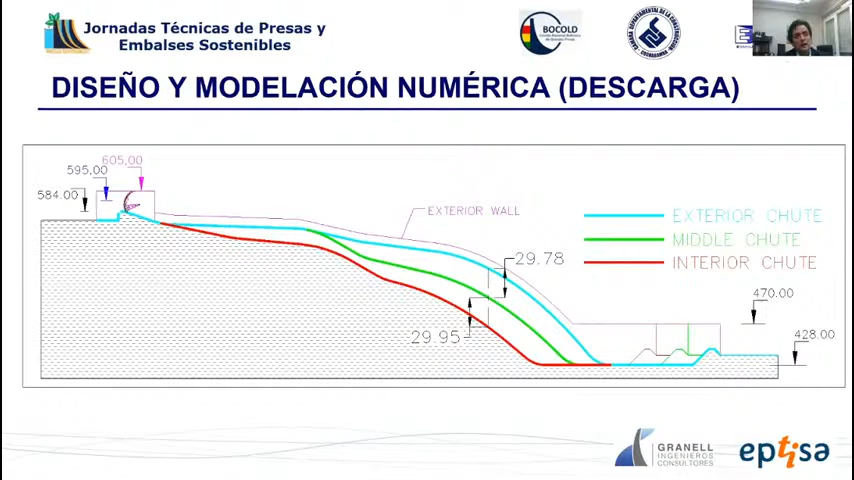 Jornadas Técnicas de Presas y
Embalses Sostenibles
BOCOLD
DISEÑO Y MODELACIÓN NUMÉRICA (DESCARGA)
605,00
595,00
584.00
EXTERIOR WALL
EXTERIOR CHUTE
MIDDLE CHUTE
INTERIOR CHUTE
29.78
29.95
470.00
428.00
GRANELL
INGENIEROS
CONSULTORES
eptisa